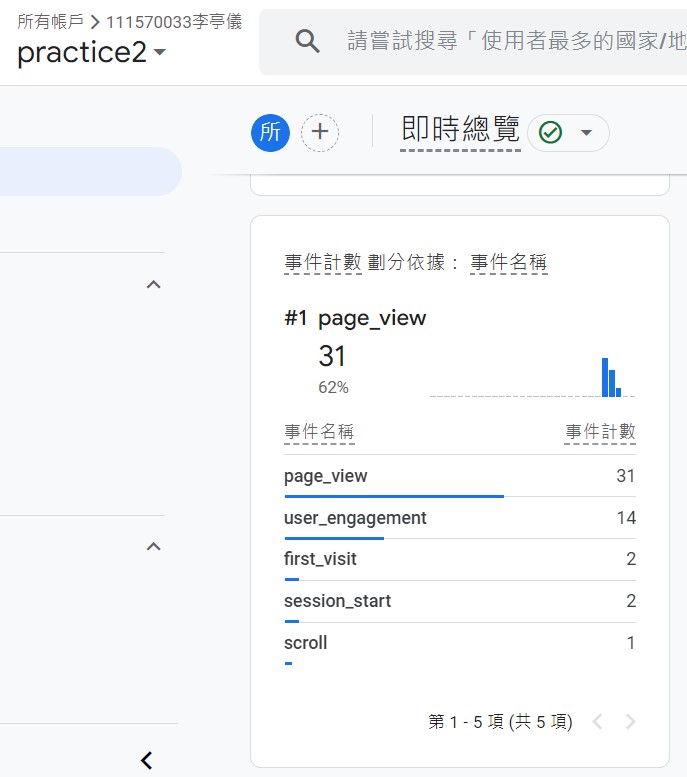 所有帳戶 > 111570033李亭儀
practice2
請嘗試搜尋「使用者最多的國家/地
所 + 即時總覽
事件計數 劃分依據： 事件名稱
#1 page_view
31
62%
事件名稱 事件計數
page_view 31
user_engagement 14
first_visit 2
session_start 2
scroll 1
第 1 - 5 項 (共 5 項)